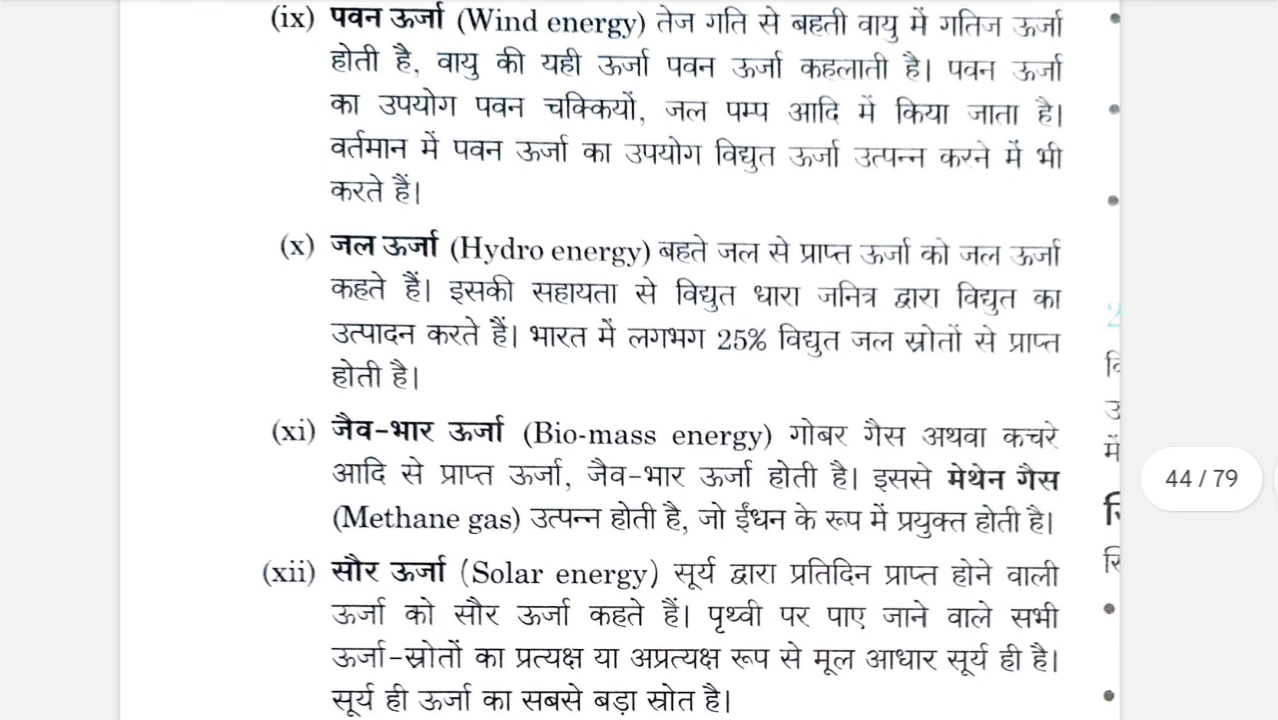 (ix) पवन ऊर्जा (Wind energy) तेज गति से बहती वायु में गतिज ऊर्जा
होती है, वायु की यही ऊर्जा पवन ऊर्जा कहलाती है। पवन ऊर्जा
का उपयोग पवन चक्कियों, जल पम्प आदि में किया जाता है।
वर्तमान में पवन ऊर्जा का उपयोग विद्युत ऊर्जा उत्पन्न करने में भी
करते हैं।
(x) जल ऊर्जा (Hydro energy) बहते जल से प्राप्त ऊर्जा को जल ऊर्जा
कहते हैं। इसकी सहायता से विद्युत धारा जनित्र द्वारा विद्युत का
उत्पादन करते हैं। भारत में लगभग 25% विद्युत जल स्रोतों से प्राप्त
होती है।
(xi) जैव-भार ऊर्जा (Bio-mass energy) गोबर गैस अथवा कचरे
आदि से प्राप्त ऊर्जा, जैव-भार ऊर्जा होती है। इससे मेथेन गैस
(Methane gas) उत्पन्न होती है, जो ईंधन के रूप में प्रयुक्त होती है।
(xii) सौर ऊर्जा (Solar energy) सूर्य द्वारा प्रतिदिन प्राप्त होने वाली
ऊर्जा को सौर ऊर्जा कहते हैं। पृथ्वी पर पाए जाने वाले सभी
ऊर्जा-स्रोतों का प्रत्यक्ष या अप्रत्यक्ष रूप से मूल आधार सूर्य ही है।
सूर्य ही ऊर्जा का सबसे बड़ा स्रोत है।
में
44 / 79